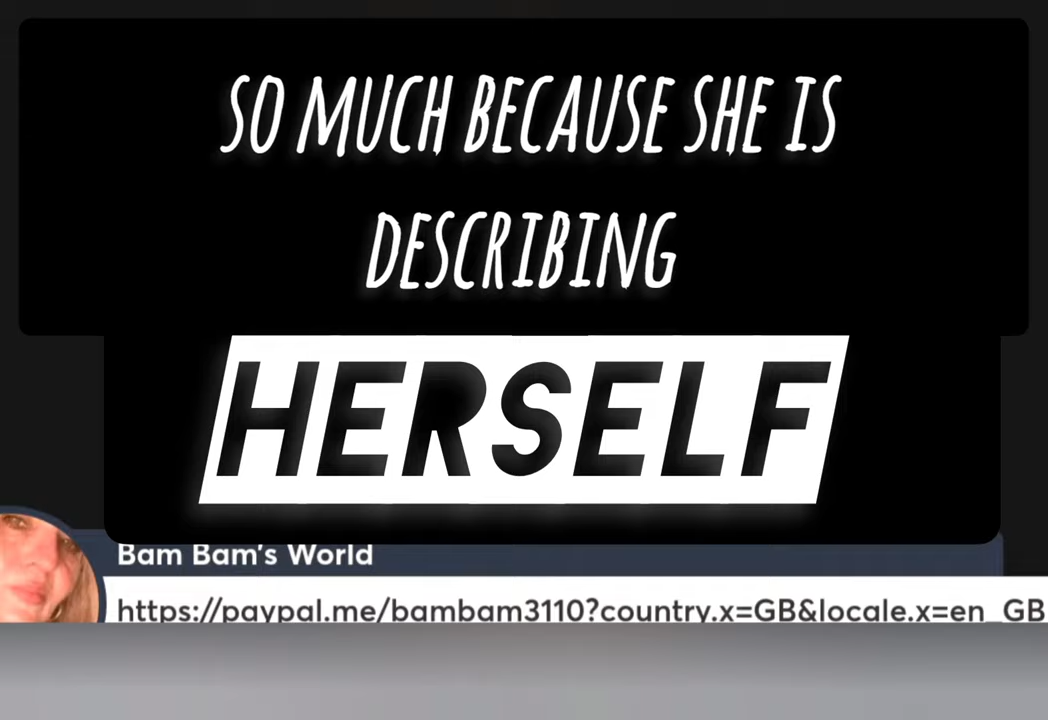 SO MUCH BECAUSE SHE IS
DESCRIBING
HERSELF
Bam Bam's World
https://paypal.me/bambam3110?country.x=GB&locale.x=en_GB